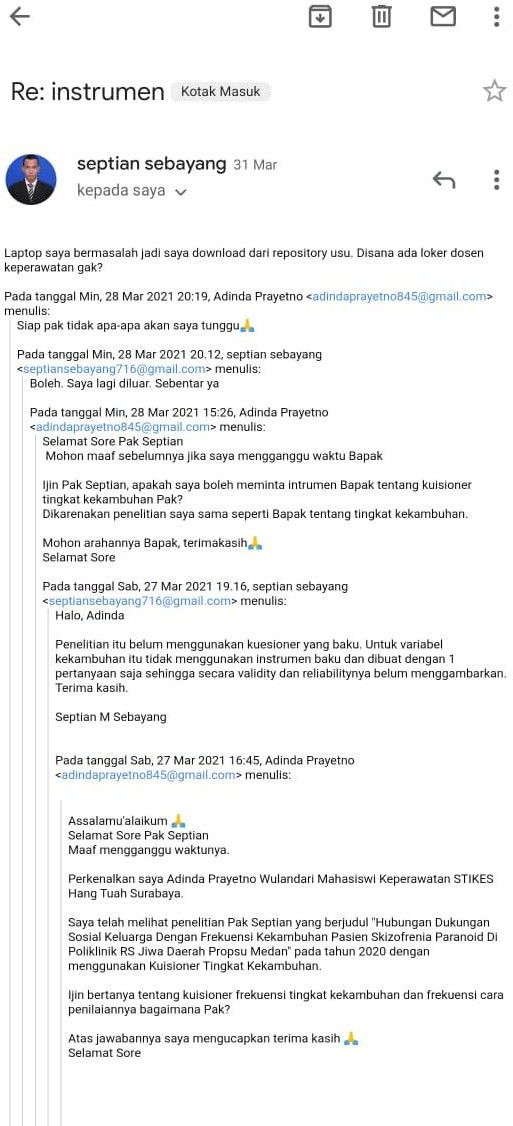 Re: instrumen Kotak Masuk
septian sebayang 31 Mar
kepada saya
Laptop saya bermasalah jadi saya download dari repository usu. Disana ada loker dosen
keperawatan gak?
Pada tanggal Min, 28 Mar 2021 20:19, Adinda Prayetno <adindaprayetno845@gmail.com>
menulis:
Siap pak tidak apa-apa akan saya tunggu🙏
Pada tanggal Min, 28 Mar 2021 20.12, septian sebayang
<septiansebayang716@gmail.com> menulis:
Boleh. Saya lagi diluar. Sebentar ya
Pada tanggal Min, 28 Mar 2021 15:26, Adinda Prayetno
<adindaprayetno845@gmail.com> menulis:
Selamat Sore Pak Septian
Mohon maaf sebelumnya jika saya mengganggu waktu Bapak
Ijin Pak Septian, apakah saya boleh meminta intrumen Bapak tentang kuisioner
tingkat kekambuhan Pak?
Dikarenakan penelitian saya sama seperti Bapak tentang tingkat kekambuhan.
Mohon arahannya Bapak, terimakasih🙏
Selamat Sore
Pada tanggal Sab, 27 Mar 2021 19.16, septian sebayang
<septiansebayang716@gmail.com> menulis:
Halo, Adinda
Penelitian itu belum menggunakan kuesioner yang baku. Untuk variabel
kekambuhan itu tidak menggunakan instrumen baku dan dibuat dengan 1
pertanyaan saja sehingga secara validity dan reliabilitynya belum menggambarkan.
Terima kasih.
Septian M Sebayang
Pada tanggal Sab, 27 Mar 2021 16:45, Adinda Prayetno
<adindaprayetno845@gmail.com> menulis:
Assalamu'alaikum 🙏
Selamat Sore Pak Septian
Maaf mengganggu waktunya.
Perkenalkan saya Adinda Prayetno Wulandari Mahasiswi Keperawatan STIKES
Hang Tuah Surabaya.
Saya telah melihat penelitian Pak Septian yang berjudul "Hubungan Dukungan
Sosial Keluarga Dengan Frekuensi Kekambuhan Pasien Skizofrenia Paranoid Di
Poliklinik RS Jiwa Daerah Propsu Medan" pada tahun 2020 dengan
menggunakan Kuisioner Tingkat Kekambuhan.
Ijin bertanya tentang kuisioner frekuensi tingkat kekambuhan dan frekuensi cara
penilaiannya bagaimana Pak?
Atas jawabannya saya mengucapkan terima kasih 🙏
Selamat Sore